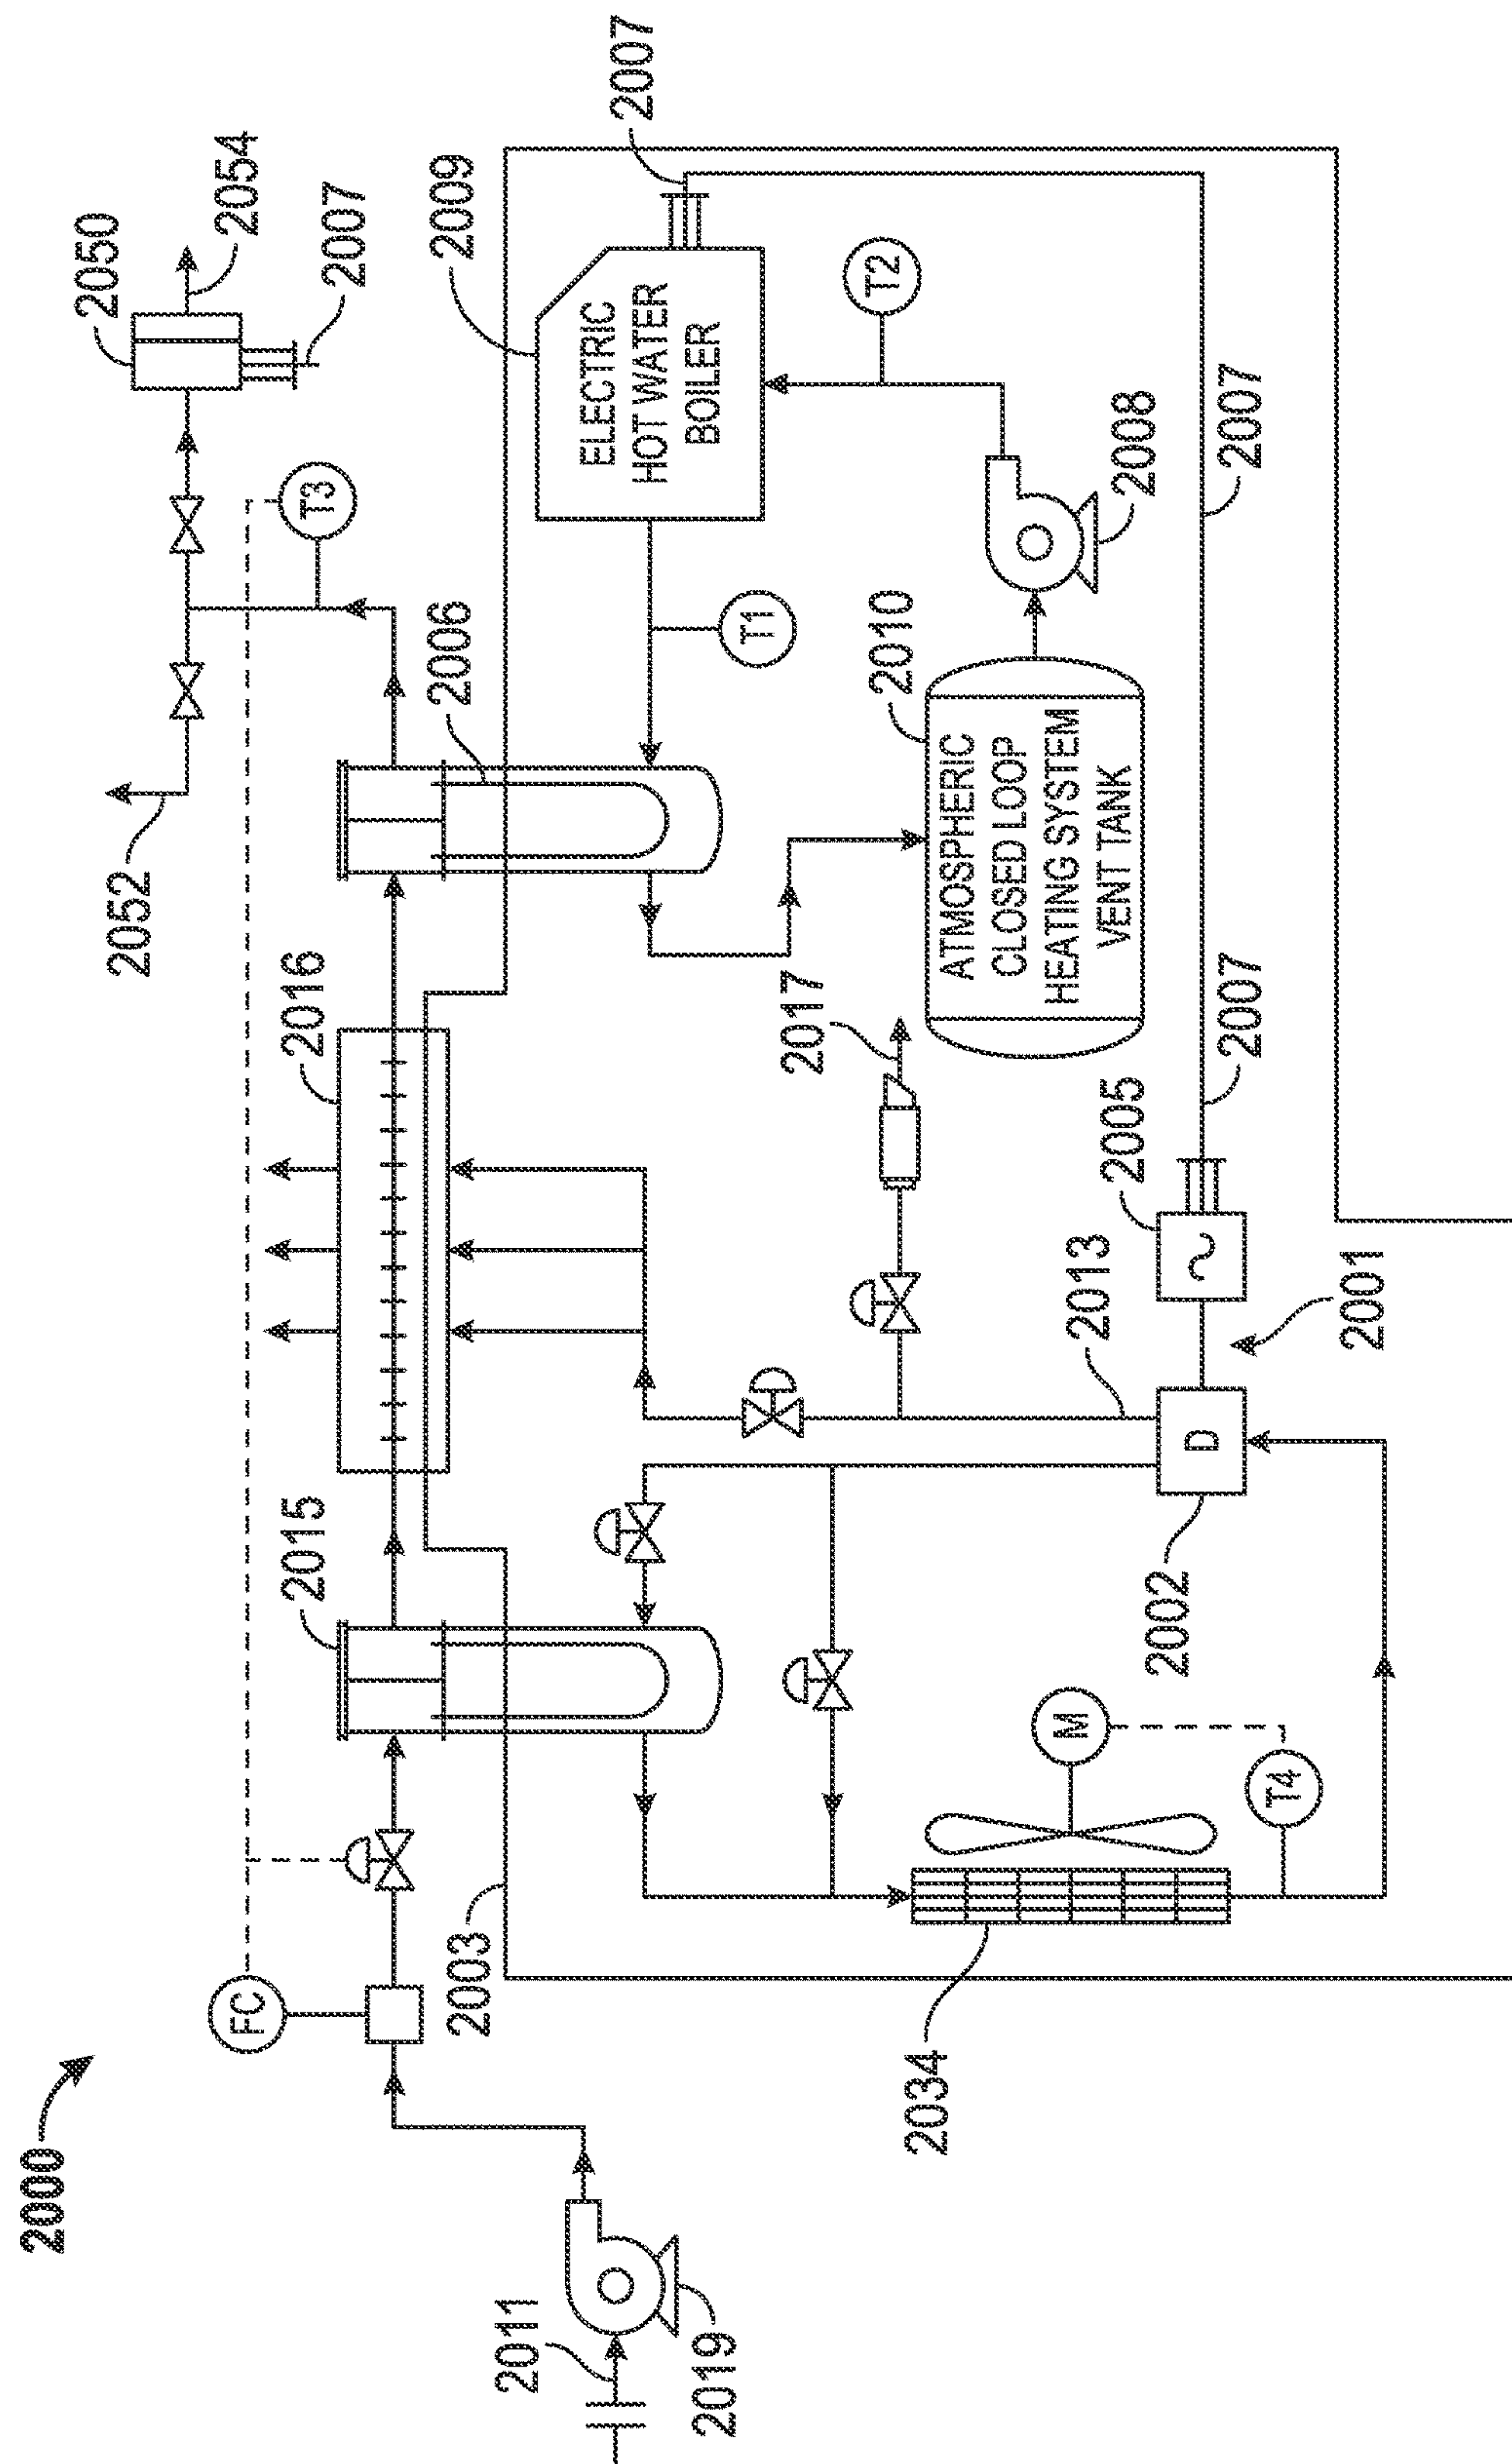 2000
2050
2054
2007
2052
T3
2009
2007
2016
2006
2015
FC
ELECTRIC
HOT WATER
BOILER
T1
T2
2003
2011
2019
2017
2010
2008
ATMOSPHERIC
CLOSED LOOP
HEATING SYSTEM
VENT TANK
2013
2005
2007
2007
D
2002
2001
M
T4
2034